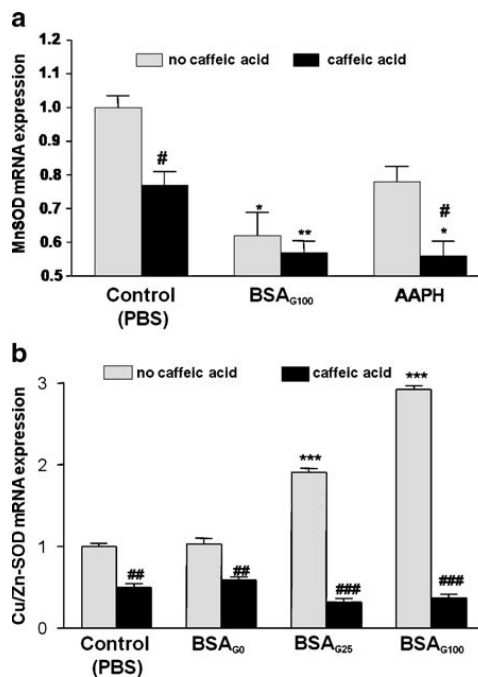 a
no caffeic acid caffeic acid
MnSOD mRNA expression
1.2
1.1
1.0
0.9
0.8
0.7
0.6
0.5
#
*
**
#
*
Control (PBS)
BSAG100
AAPH
b
no caffeic acid caffeic acid
Cu/Zn-SOD mRNA expression
3
2
1
0
##
##
***
###
***
###
Control (PBS)
BSAG0
BSAG25
BSAG100